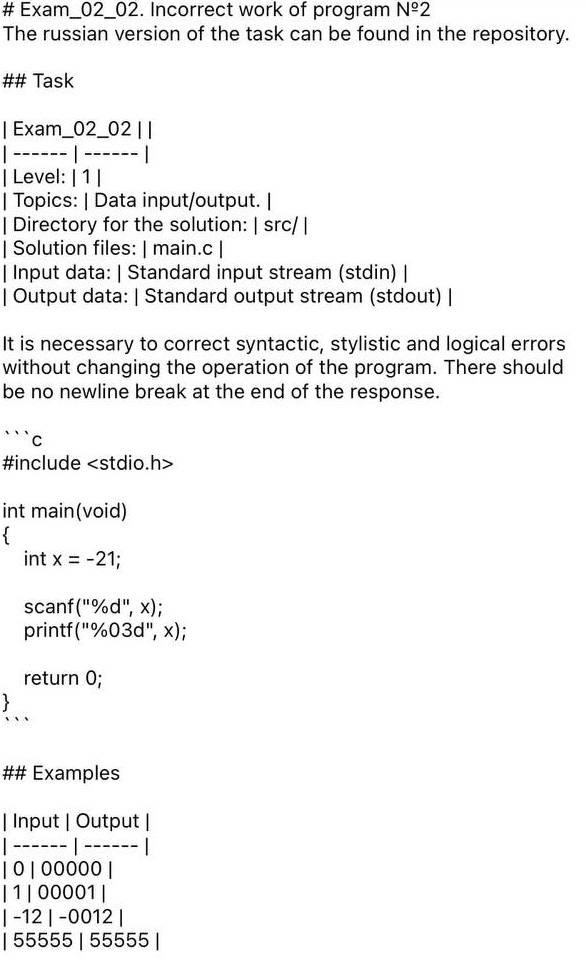 # Exam_02_02. Incorrect work of program №2
The russian version of the task can be found in the repository.
## Task
| Exam_02_02 | |
| ------ | ------ |
| Level: | 1 |
| Topics: | Data input/output. |
| Directory for the solution: | src/ |
| Solution files: | main.c |
| Input data: | Standard input stream (stdin) |
| Output data: | Standard output stream (stdout) |
It is necessary to correct syntactic, stylistic and logical errors
without changing the operation of the program. There should
be no newline break at the end of the response.
```c
#include <stdio.h>
int main(void)
{
    int x = -21;
    scanf("%d", x);
    printf("%03d", x);
    return 0;
}
```
## Examples
| Input | Output |
| ------ | ------ |
| 0 | 00000 |
| 1 | 00001 |
| -12 | -0012 |
| 55555 | 55555 |